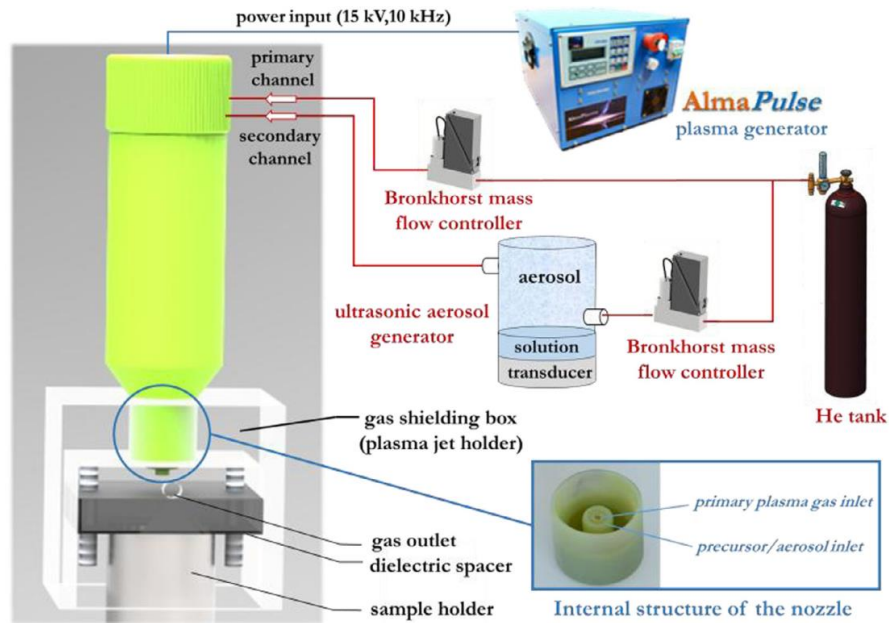 power input (15 kV,10 kHz)
primary
channel
secondary
channel
AlmaPulse
plasma generator
Bronkhorst mass
flow controller
aerosol
ultrasonic aerosol
generator
solution
transducer
Bronkhorst mass
flow controller
He tank
gas shielding box
(plasma jet holder)
primary plasma gas inlet
precursor/aerosol inlet
gas outlet
dielectric spacer
sample holder
Internal structure of the nozzle